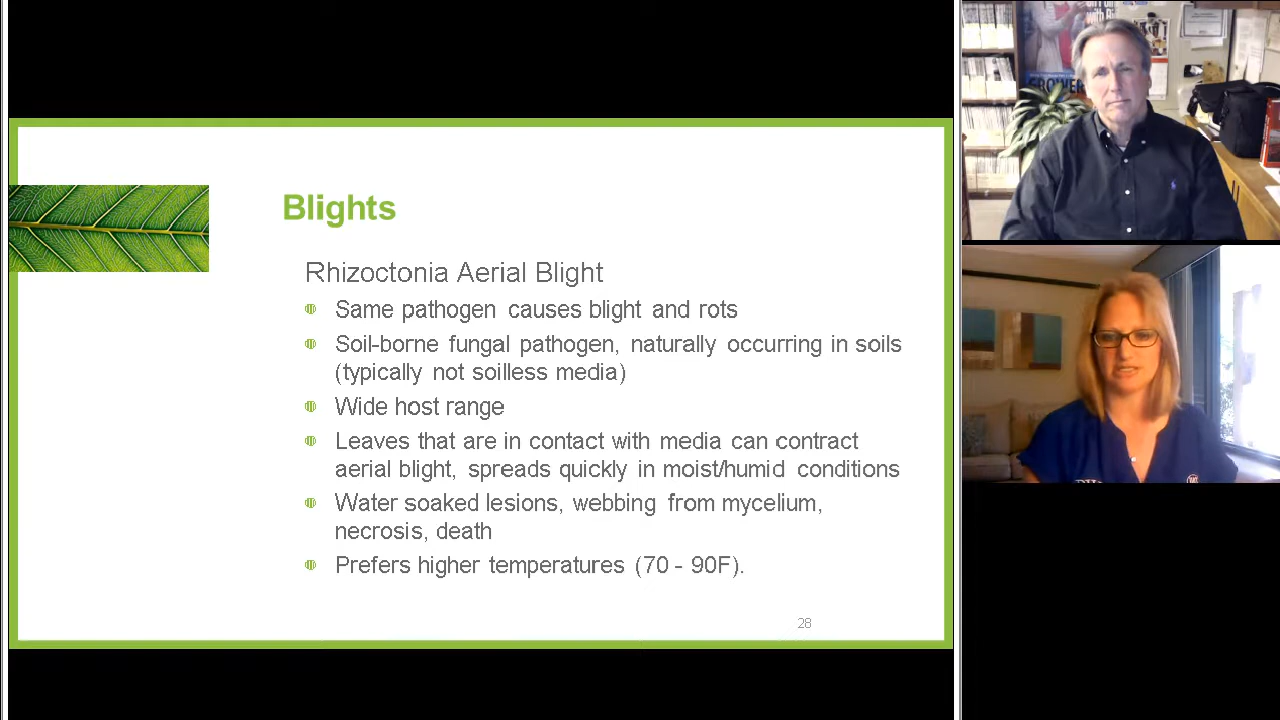 Blights
Rhizoctonia Aerial Blight
Same pathogen causes blight and rots
Soil-borne fungal pathogen, naturally occurring in soils
(typically not soilless media)
Wide host range
Leaves that are in contact with media can contract
aerial blight, spreads quickly in moist/humid conditions
Water soaked lesions, webbing from mycelium,
necrosis, death
Prefers higher temperatures (70 - 90F).
28
GROWER